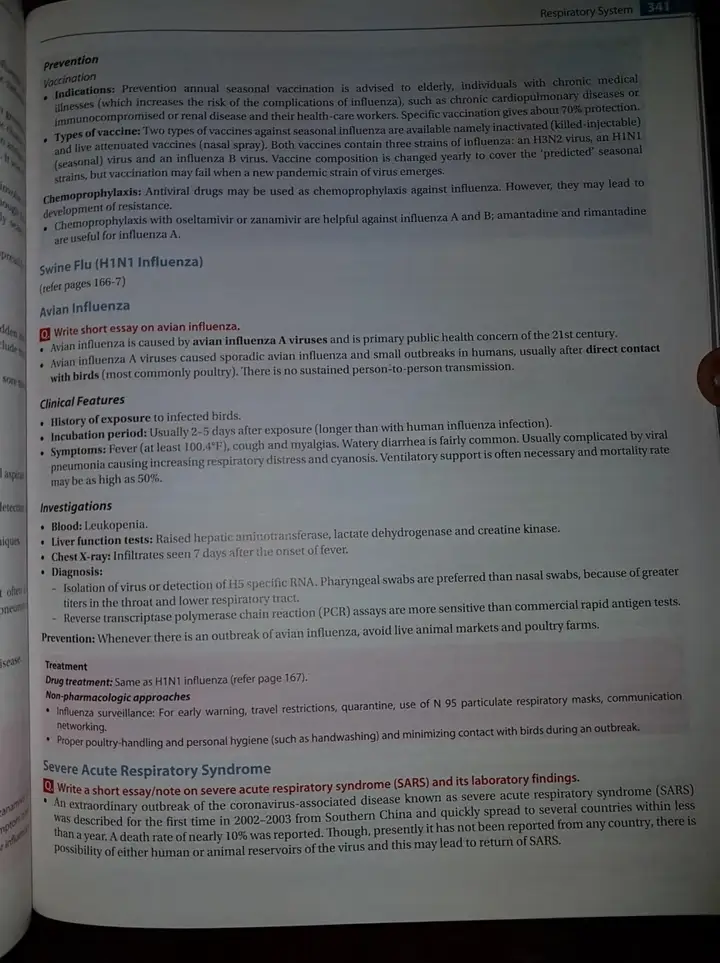 Respiratory System 341
Prevention
Vaccination
• Indications: Prevention annual seasonal vaccination is advised to elderly, individuals with chronic medical
illnesses (which increases the risk of the complications of influenza), such as chronic cardiopulmonary diseases or
immunocompromised or renal disease and their health-care workers. Specific vaccination gives about 70% protection.
• Types of vaccine: Two types of vaccines against seasonal influenza are available namely inactivated (killed-injectable)
and live attenuated vaccines (nasal spray). Both vaccines contain three strains of influenza: an H3N2 virus, an H1N1
(seasonal) virus and an influenza B virus. Vaccine composition is changed yearly to cover the 'predicted' seasonal
strains, but vaccination may fail when a new pandemic strain of virus emerges.
Chemoprophylaxis: Antiviral drugs may be used as chemoprophylaxis against influenza. However, they may lead to
development of resistance.
• Chemoprophylaxis with oseltamivir or zanamivir are helpful against influenza A and B; amantadine and rimantadine
are useful for influenza A.
Swine Flu (H1N1 Influenza)
(refer pages 166-7)
Avian Influenza
Q. Write short essay on avian influenza.
• Avian influenza is caused by avian influenza A viruses and is primary public health concern of the 21st century.
• Avian influenza A viruses caused sporadic avian influenza and small outbreaks in humans, usually after direct contact
with birds (most commonly poultry). There is no sustained person-to-person transmission.
Clinical Features
• History of exposure to infected birds.
• Incubation period: Usually 2–5 days after exposure (longer than with human influenza infection).
• Symptoms: Fever (at least 100.4°F), cough and myalgias. Watery diarrhea is fairly common. Usually complicated by viral
pneumonia causing increasing respiratory distress and cyanosis. Ventilatory support is often necessary and mortality rate
may be as high as 50%.
Investigations
• Blood: Leukopenia.
• Liver function tests: Raised hepatic aminotransferase, lactate dehydrogenase and creatine kinase.
• Chest X-ray: Infiltrates seen 7 days after the onset of fever.
• Diagnosis:
– Isolation of virus or detection of H5 specific RNA. Pharyngeal swabs are preferred than nasal swabs, because of greater
titers in the throat and lower respiratory tract.
– Reverse transcriptase polymerase chain reaction (PCR) assays are more sensitive than commercial rapid antigen tests.
Prevention: Whenever there is an outbreak of avian influenza, avoid live animal markets and poultry farms.
Treatment
Drug treatment: Same as H1N1 influenza (refer page 167).
Non-pharmacologic approaches
• Influenza surveillance: For early warning, travel restrictions, quarantine, use of N 95 particulate respiratory masks, communication
networking.
• Proper poultry-handling and personal hygiene (such as handwashing) and minimizing contact with birds during an outbreak.
Severe Acute Respiratory Syndrome
Q. Write a short essay/note on severe acute respiratory syndrome (SARS) and its laboratory findings.
• An extraordinary outbreak of the coronavirus-associated disease known as severe acute respiratory syndrome (SARS)
was described for the first time in 2002–2003 from Southern China and quickly spread to several countries within less
than a year. A death rate of nearly 10% was reported. Though, presently it has not been reported from any country, there is
possibility of either human or animal reservoirs of the virus and this may lead to return of SARS.